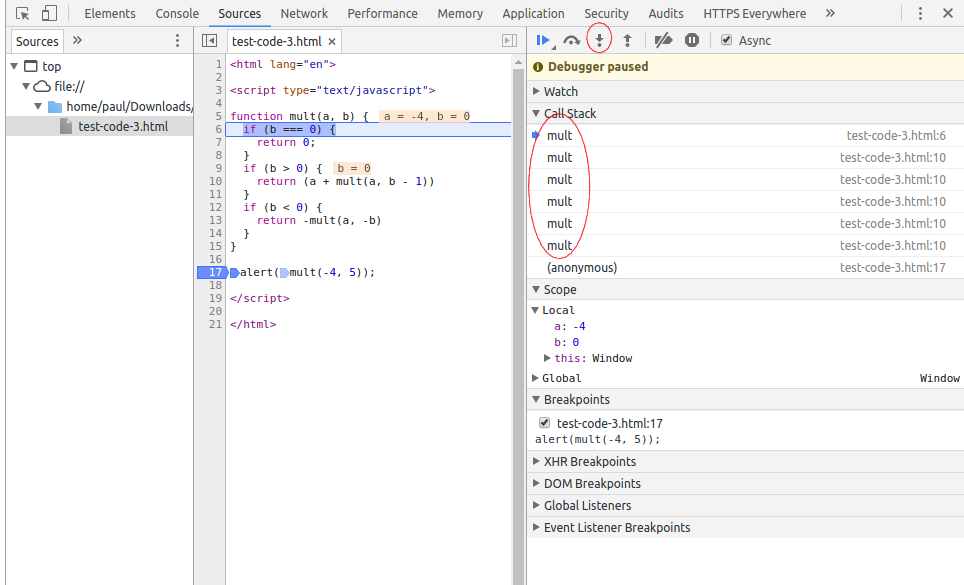 Elements Console Sources Network Performance Memory Application Security Audits HTTPS Everywhere »
Sources »
top
file://
home/paul/Downloads/
test-code-3.html
test-code-3.html ×
1 <html lang="en">
2
3 <script type="text/javascript">
4
5 function mult(a, b) { a = -4, b = 0
6 if (b === 0) {
7 return 0;
8 }
9 if (b > 0) { b = 0
10 return (a + mult(a, b - 1))
11 }
12 if (b < 0) {
13 return -mult(a, -b)
14 }
15 }
16
17 alert(mult(-4, 5));
18
19 </script>
20
21 </html>
Async
Debugger paused
Watch
Call Stack
mult test-code-3.html:6
mult test-code-3.html:10
mult test-code-3.html:10
mult test-code-3.html:10
mult test-code-3.html:10
mult test-code-3.html:10
(anonymous) test-code-3.html:17
Scope
Local
a: -4
b: 0
this: Window
Global Window
Breakpoints
test-code-3.html:17
alert(mult(-4, 5));
XHR Breakpoints
DOM Breakpoints
Global Listeners
Event Listener Breakpoints